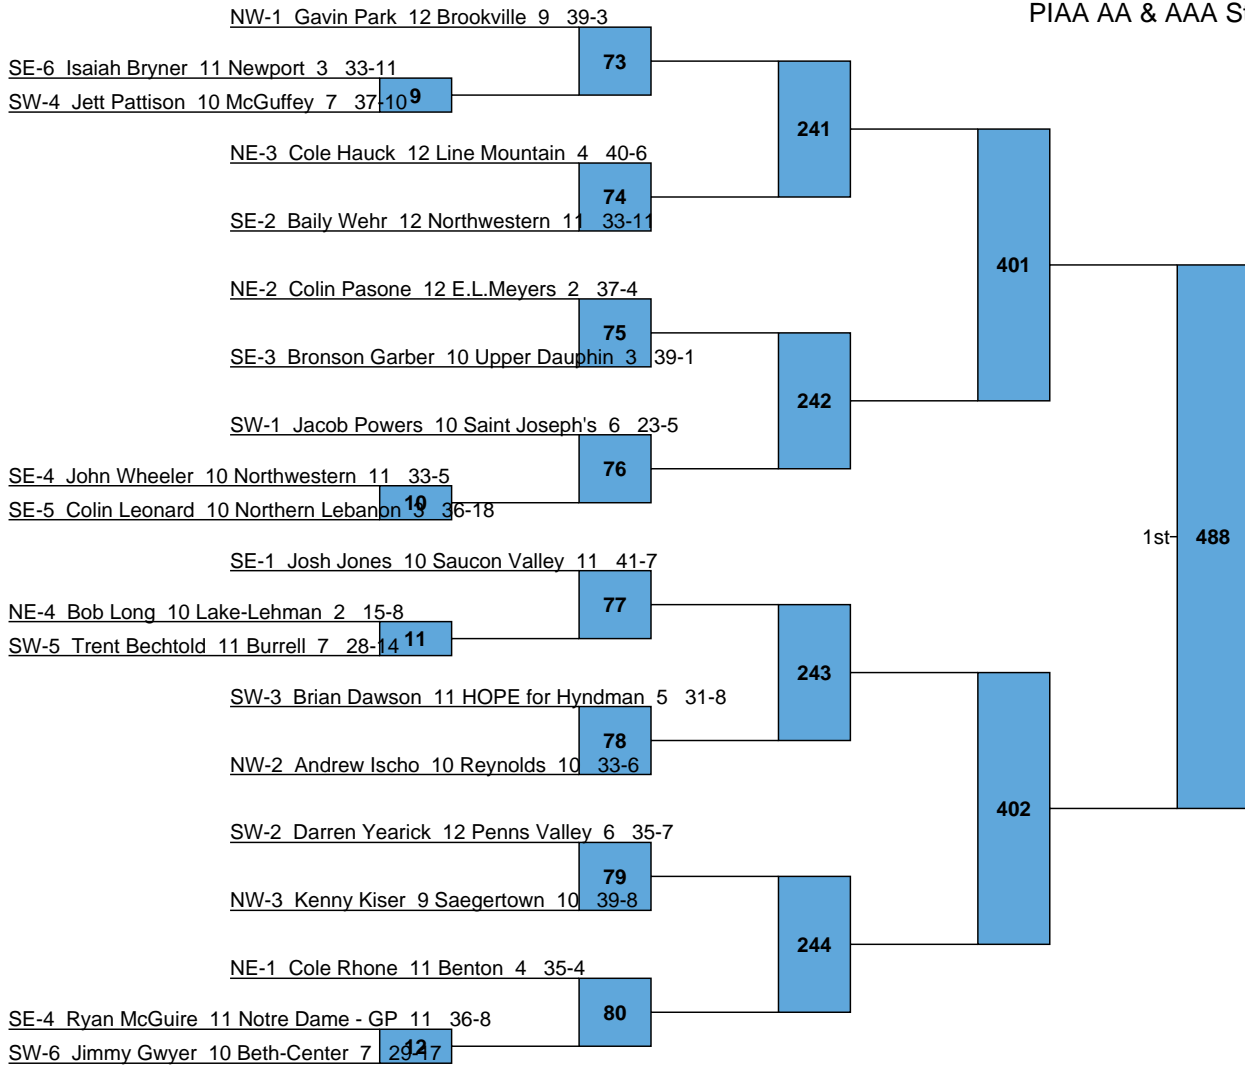 PIAA AA & AAA S
NW-1 Gavin Park 12 Brookville 9 39-3
73
SE-6 Isaiah Bryner 11 Newport 3 33-11
9
SW-4 Jett Pattison 10 McGuffey 7 37-10
241
NE-3 Cole Hauck 12 Line Mountain 4 40-6
74
SE-2 Baily Wehr 12 Northwestern 11 33-11
401
NE-2 Colin Pasone 12 E.L.Meyers 2 37-4
75
SE-3 Bronson Garber 10 Upper Dauphin 3 39-1
242
SW-1 Jacob Powers 10 Saint Joseph's 6 23-5
76
SE-4 John Wheeler 10 Northwestern 11 33-5
10
SE-5 Colin Leonard 10 Northern Lebanon 3 36-18
1st
488
SE-1 Josh Jones 10 Saucon Valley 11 41-7
77
NE-4 Bob Long 10 Lake-Lehman 2 15-8
11
SW-5 Trent Bechtold 11 Burrell 7 28-14
243
SW-3 Brian Dawson 11 HOPE for Hyndman 5 31-8
78
NW-2 Andrew Ischo 10 Reynolds 10 33-6
402
SW-2 Darren Yearick 12 Penns Valley 6 35-7
79
NW-3 Kenny Kiser 9 Saegertown 10 39-8
244
NE-1 Cole Rhone 11 Benton 4 35-4
80
SE-4 Ryan McGuire 11 Notre Dame - GP 11 36-8
12
SW-6 Jimmy Gwyer 10 Beth-Center 7 29-17